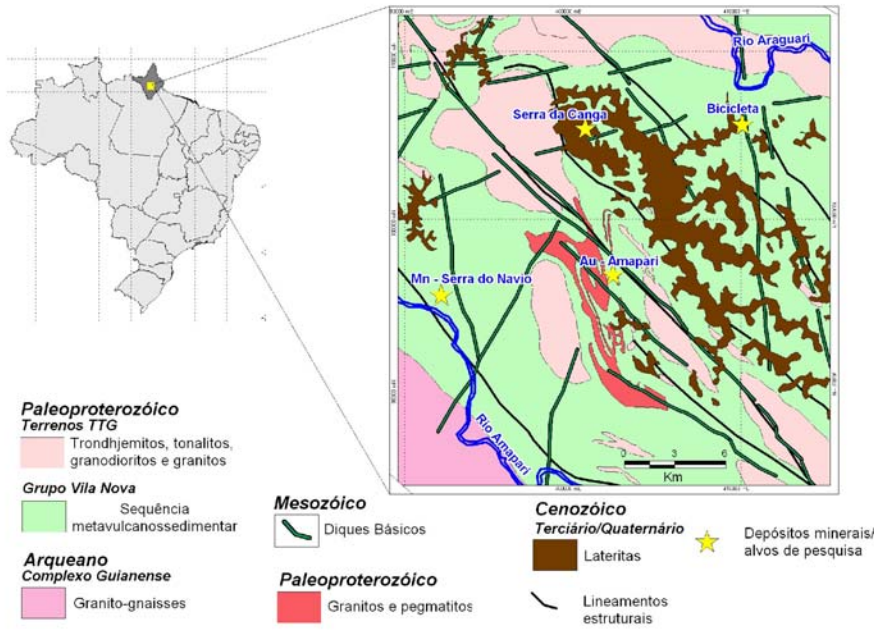 Rio Araguari
Serra da Canga
Bicicleta
Au - Amapari
Mn - Serra do Navio
Rio Amapari
0 3 6
Km
Paleoproterozóico
Terrenos TTG
Trondhjemitos, tonalitos,
granodioritos e granitos
Grupo Vila Nova
Sequência
metavulcanossedimentar
Arqueano
Complexo Guianense
Granito-gnaisses
Mesozóico
Diques Básicos
Paleoproterozóico
Granitos e pegmatitos
Cenozóico
Terciário/Quaternário
Lateritas
Lineamentos
estruturais
Depósitos minerais/
alvos de pesquisa